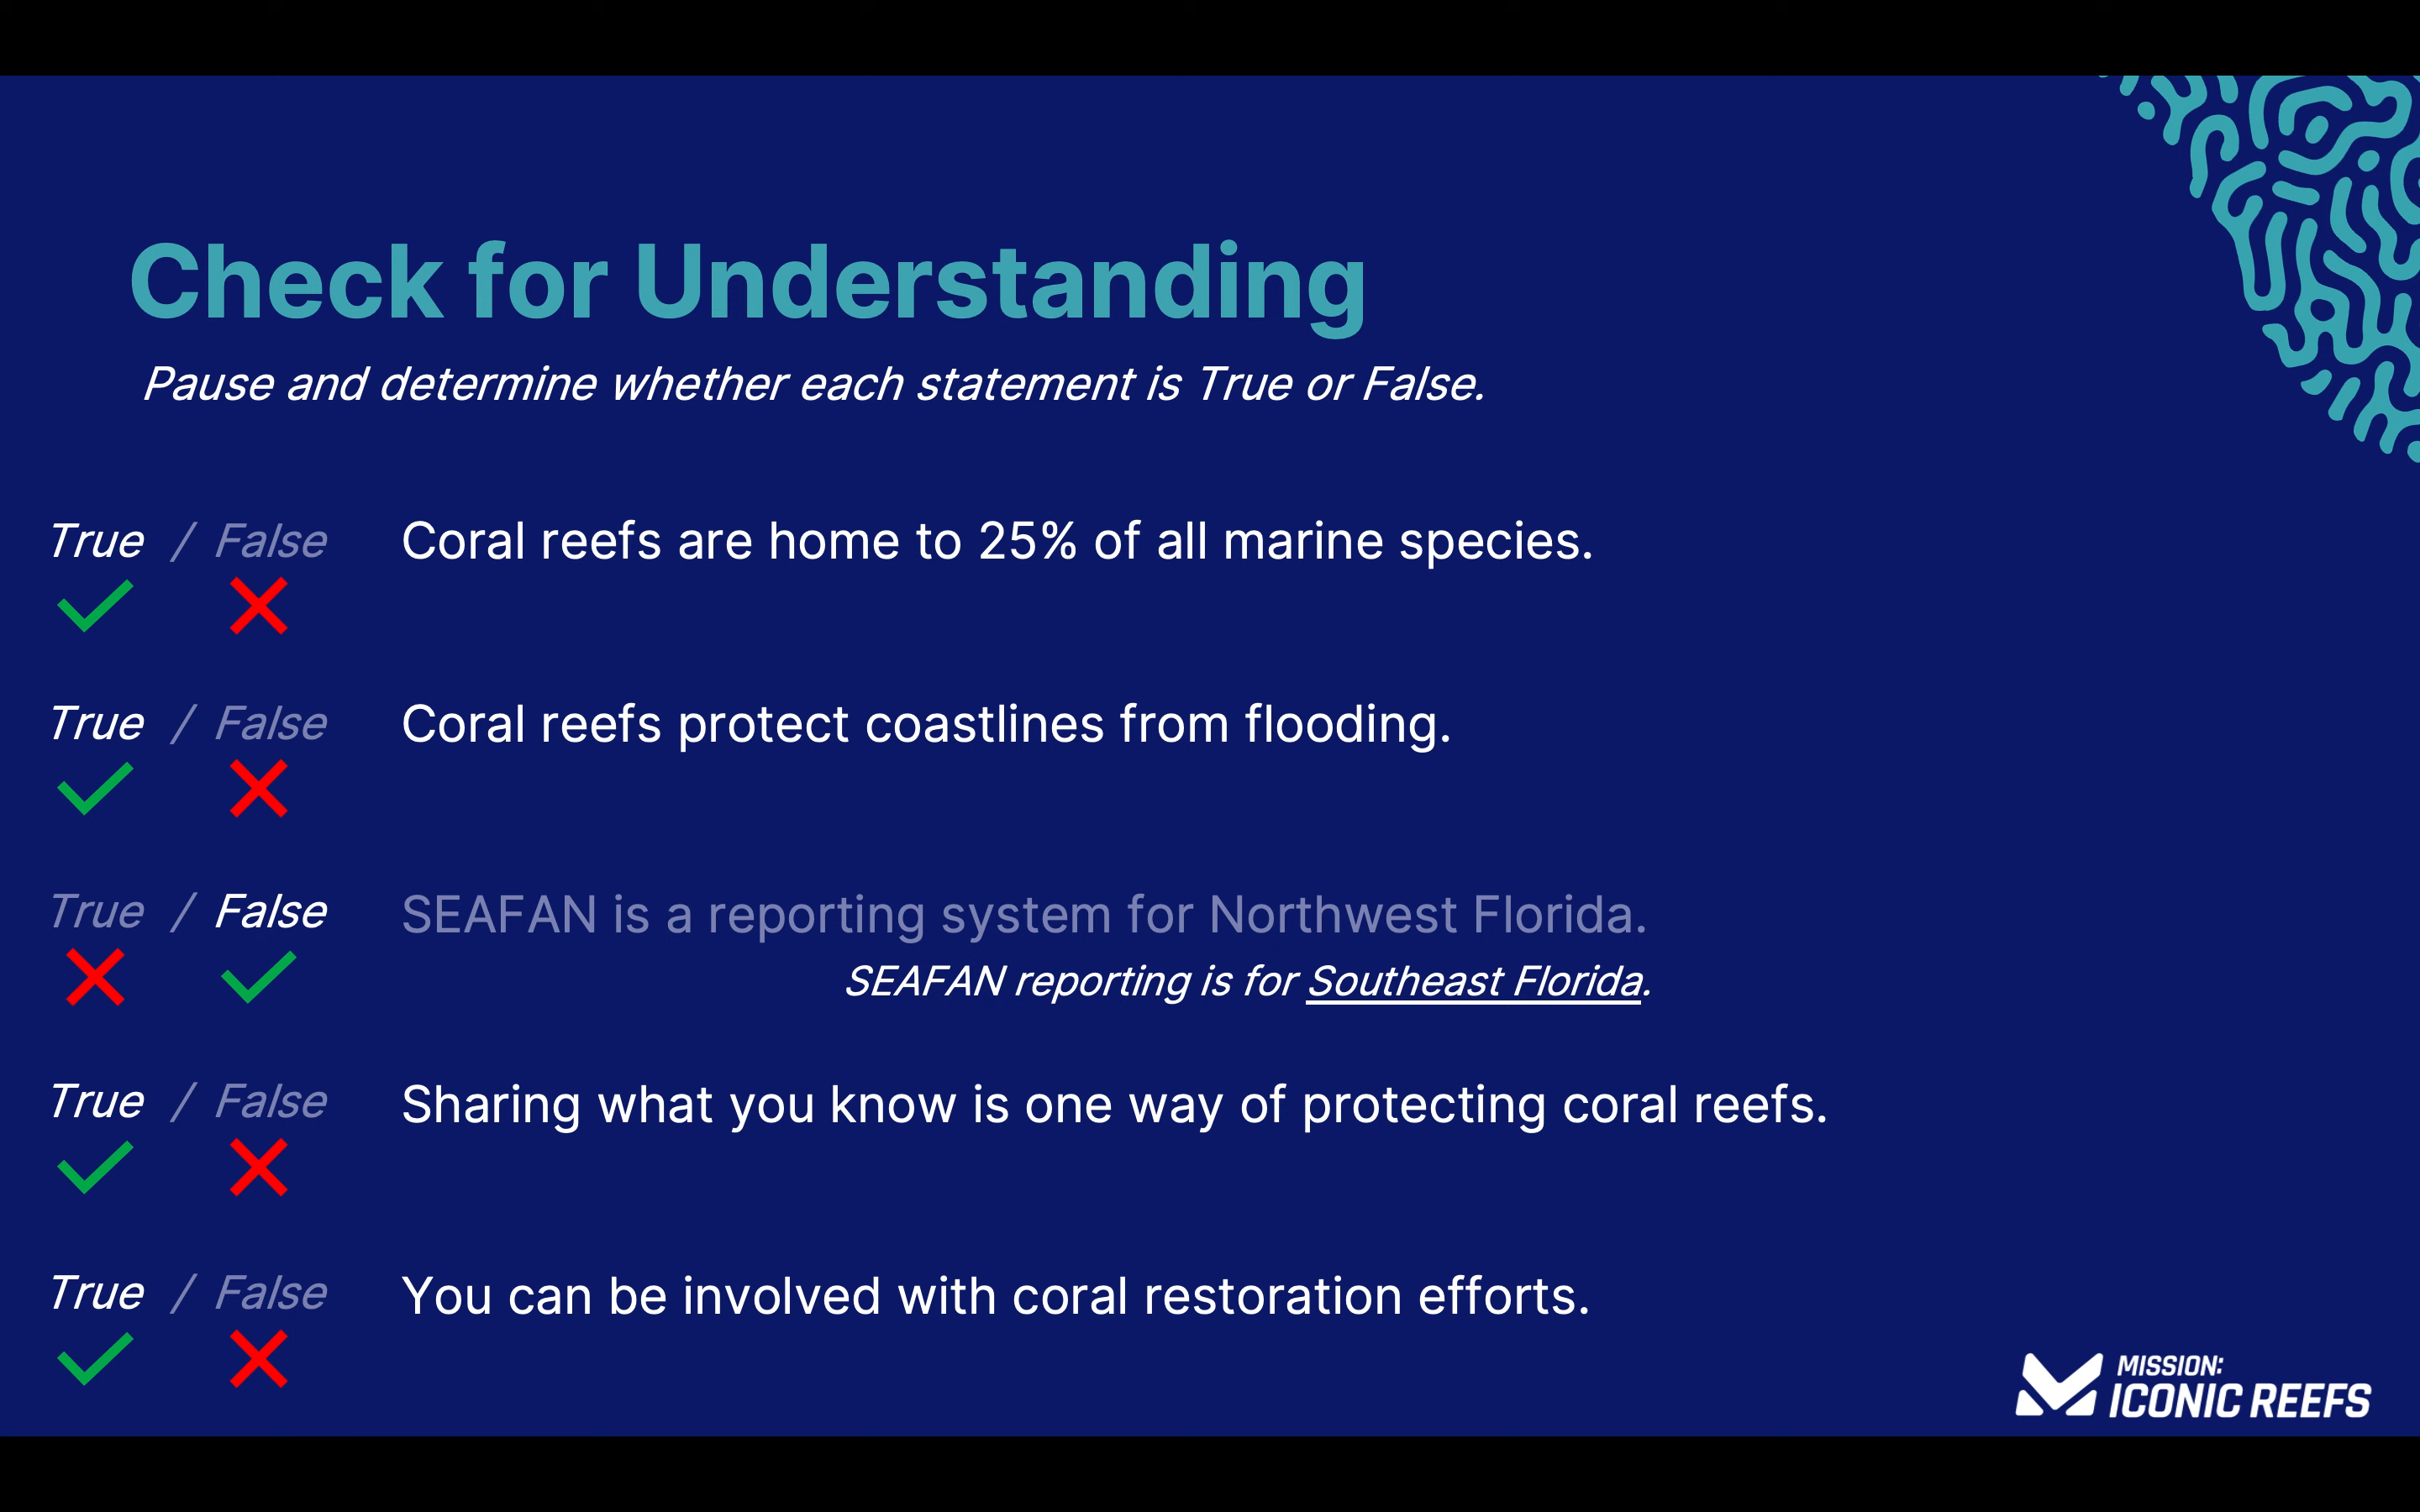 Check for Understanding
Pause and determine whether each statement is True or False.
True / False Coral reefs are home to 25% of all marine species.
True / False Coral reefs protect coastlines from flooding.
True / False SEAFAN is a reporting system for Northwest Florida.
SEAFAN reporting is for Southeast Florida.
True / False Sharing what you know is one way of protecting coral reefs.
True / False You can be involved with coral restoration efforts.
MISSION:
ICONIC REEFS